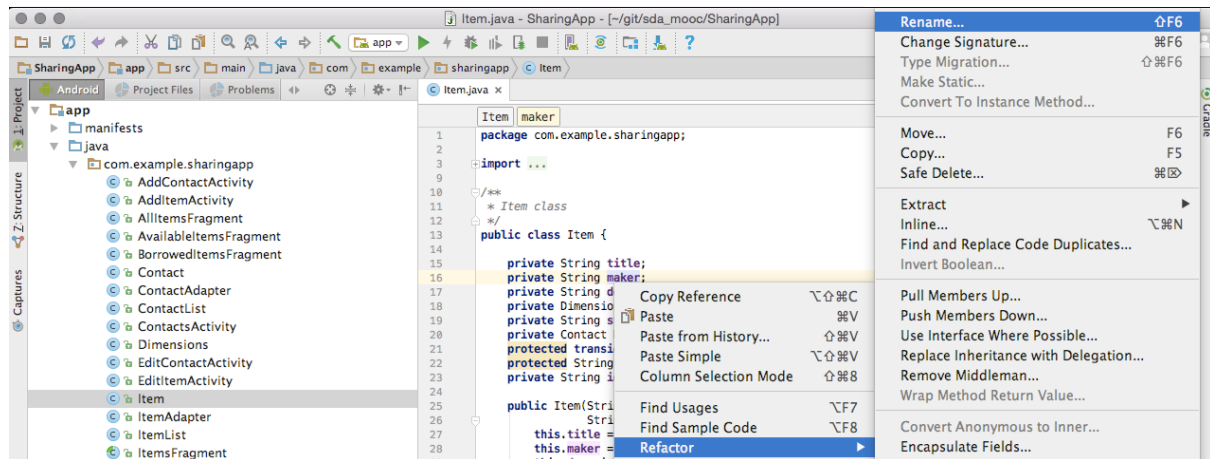 Item.java - SharingApp - [~/git/sda_mooc/SharingApp]
app
SharingApp app src main java com example sharingapp Item
1: Project
Z: Structure
Captures
Android Project Files Problems
app
manifests
java
com.example.sharingapp
AddContactActivity
AddItemActivity
AllItemsFragment
AvailableItemsFragment
BorrowedItemsFragment
Contact
ContactAdapter
ContactList
ContactsActivity
Dimensions
EditContactActivity
EditItemActivity
Item
ItemAdapter
ItemList
ItemsFragment
Item.java ×
Item maker
1 package com.example.sharingapp;
2
3 import ...
9
10 /**
11 * Item class
12 */
13 public class Item {
14
15 private String title;
16 private String maker;
17 private String d
18 private Dimensio
19 private String s
20 private Contact
21 protected transi
22 protected String
23 private String i
24
25 public Item(Stri
26 Stri
27 this.title =
28 this.maker =
Copy Reference ⌥⇧⌘C
Paste ⌘V
Paste from History... ⇧⌘V
Paste Simple ⌥⇧⌘V
Column Selection Mode ⇧⌘8
Find Usages ⌥F7
Find Sample Code ⌥F8
Refactor
Rename... ⇧F6
Change Signature... ⌘F6
Type Migration... ⇧⌘F6
Make Static...
Convert To Instance Method...
Move... F6
Copy... F5
Safe Delete... ⌘⌦
Extract
Inline... ⌥⌘N
Find and Replace Code Duplicates...
Invert Boolean...
Pull Members Up...
Push Members Down...
Use Interface Where Possible...
Replace Inheritance with Delegation...
Remove Middleman...
Wrap Method Return Value...
Convert Anonymous to Inner...
Encapsulate Fields...
Gradle